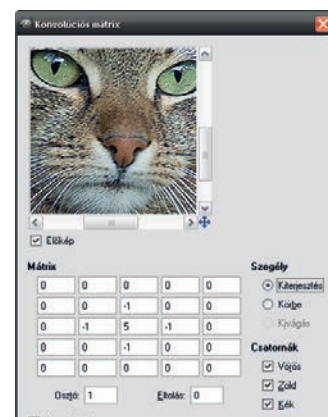 Konvolúciós mátrix
Előkép
Mátrix
0 0 0 0 0
0 0 -1 0 0
0 -1 5 -1 0
0 0 -1 0 0
0 0 0 0 0
Osztó: 1 Eltolás: 0
Szegély
Kiterjesztés
Körbe
Kivágás
Csatornák
Vörös
Zöld
Kék